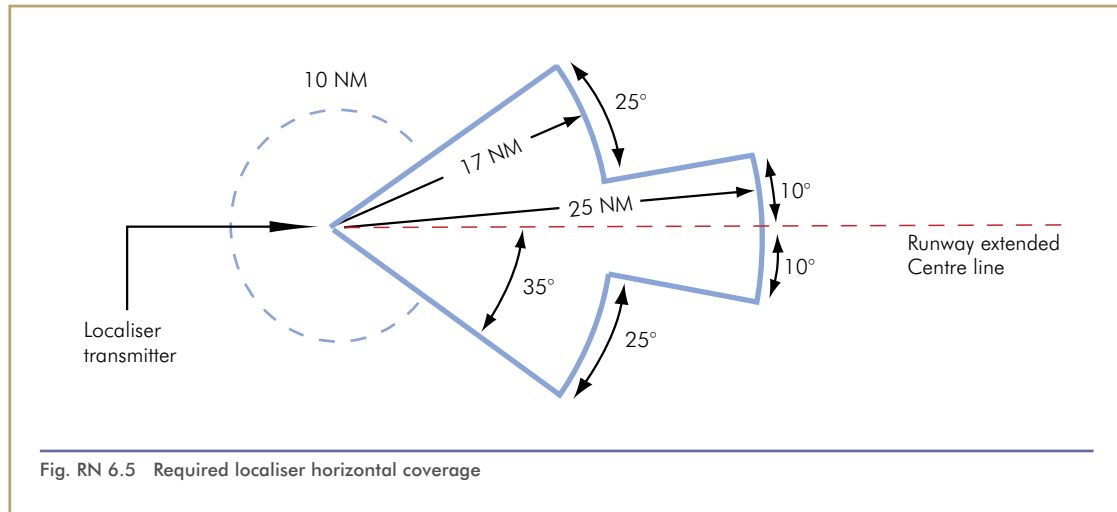 10 NM
25°
17 NM
10°
25 NM
Runway extended
Centre line
10°
35°
Localiser
transmitter
25°
Fig. RN 6.5 Required localiser horizontal coverage